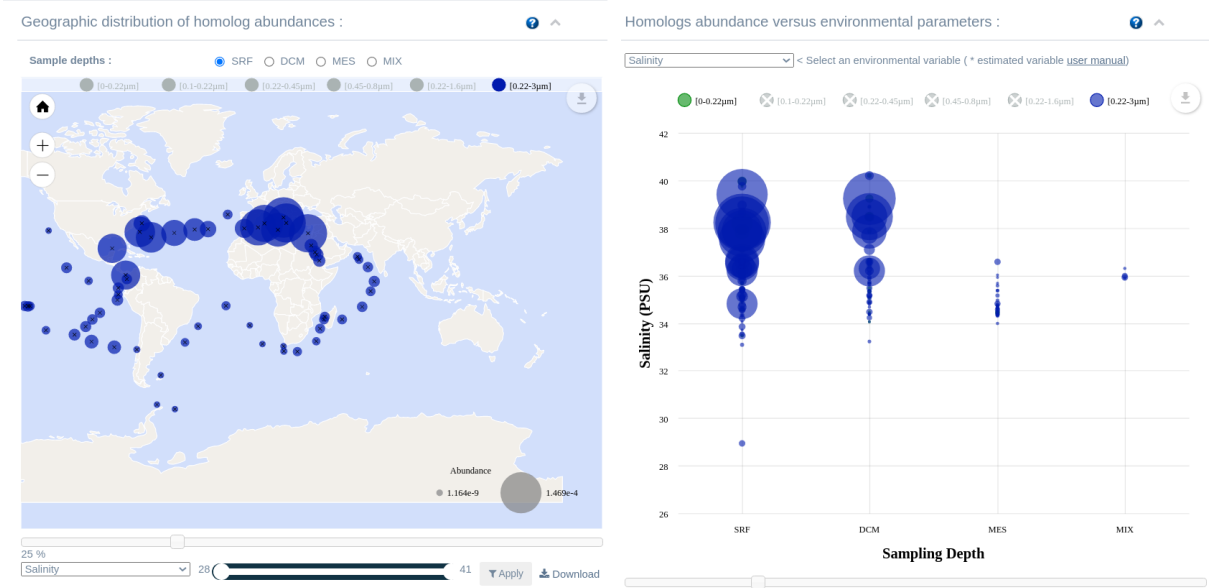 Geographic distribution of homolog abundances :
Sample depths : SRF DCM MES MIX
[0-0.22µm] [0.1-0.22µm] [0.22-0.45µm] [0.45-0.8µm] [0.22-1.6µm] [0.22-3µm]
Abundance
1.164e-9 1.469e-4
25 %
Salinity 28 41 Apply Download
Homologs abundance versus environmental parameters :
Salinity < Select an environmental variable ( * estimated variable user manual)
[0-0.22µm] [0.1-0.22µm] [0.22-0.45µm] [0.45-0.8µm] [0.22-1.6µm] [0.22-3µm]
42
40
38
36
34
32
30
28
26
Salinity (PSU)
SRF DCM MES MIX
Sampling Depth